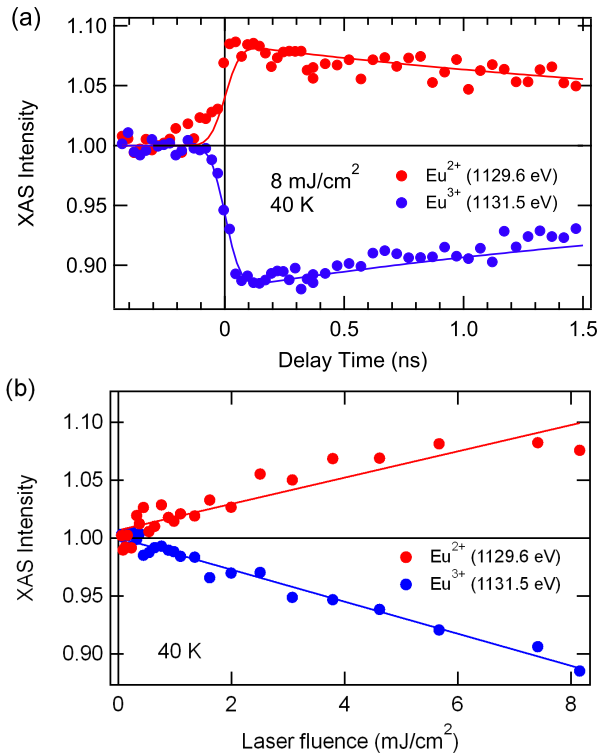 (a)
1.10
1.05
1.00
0.95
0.90
XAS Intensity
8 mJ/cm²
40 K
Eu²⁺ (1129.6 eV)
Eu³⁺ (1131.5 eV)
0 0.5 1.0 1.5
Delay Time (ns)
(b)
1.10
1.05
1.00
0.95
0.90
XAS Intensity
Eu²⁺ (1129.6 eV)
Eu³⁺ (1131.5 eV)
40 K
0 2 4 6 8
Laser fluence (mJ/cm²)